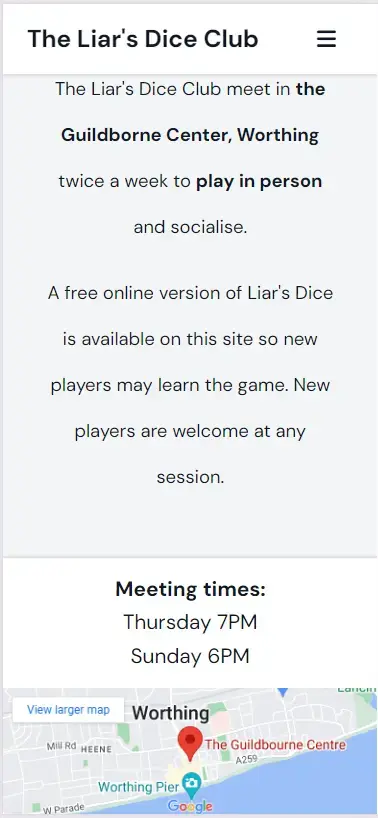 The Liar's Dice Club
The Liar's Dice Club meet in the
Guildborne Center, Worthing
twice a week to play in person
and socialise.
A free online version of Liar's Dice
is available on this site so new
players may learn the game. New
players are welcome at any
session.
Meeting times:
Thursday 7PM
Sunday 6PM
Lancin
View larger map
Worthing
Mill Rd
HEENE
The Guildbourne Centre
A259
Worthing Pier
W Parade
Google